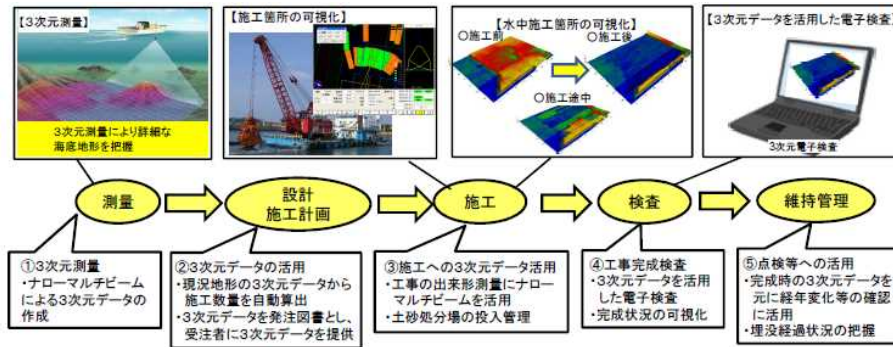 【3次元測量】
3次元測量により詳細な
海底地形を把握
【施工箇所の可視化】
【水中施工箇所の可視化】
○施工前
○施工後
○施工途中
【3次元データを活用した電子検査】
3次元電子検査
測量
設計
施工計画
施工
検査
維持管理
①3次元測量
・ナローマルチビーム
による3次元データの
作成
②3次元データの活用
・現況地形の3次元データから
施工数量を自動算出
・3次元データを発注図書とし、
受注者に3次元データを提供
③施工への3次元データ活用
・工事の出来形測量にナロー
マルチビームを活用
・土砂処分場の投入管理
④工事完成検査
・3次元データを活用
した電子検査
・完成状況の可視化
⑤点検等への活用
・完成時の3次元データを
元に経年変化等の確認
に活用
・埋没経過状況の把握